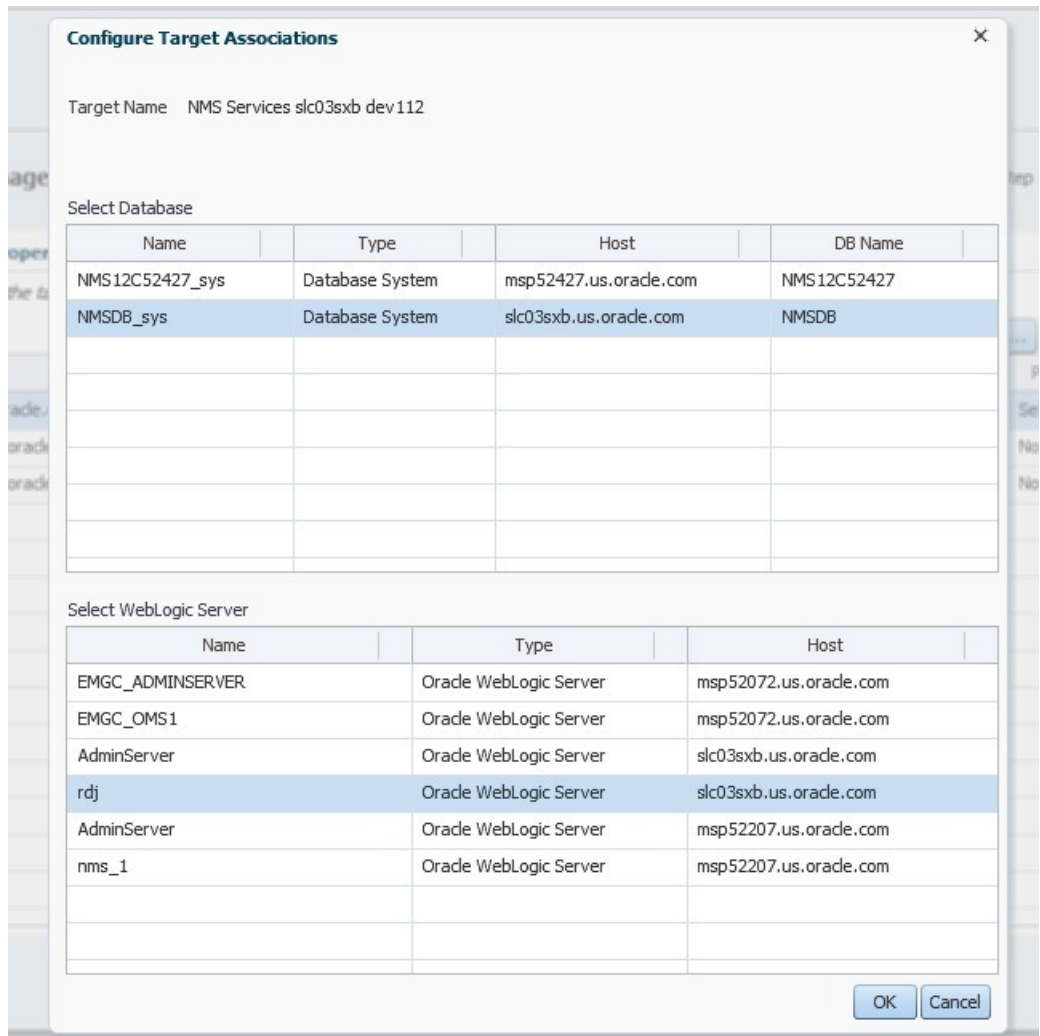 Configure Target Associations
Target Name NMS Services slc03sxb dev112
Select Database
Name Type Host DB Name
NMS12C52427_sys Database System msp52427.us.oracle.com NMS12C52427
NMSDB_sys Database System slc03sxb.us.oracle.com NMSDB
Select WebLogic Server
Name Type Host
EMGC_ADMINSERVER Oracle WebLogic Server msp52072.us.oracle.com
EMGC_OMS1 Oracle WebLogic Server msp52072.us.oracle.com
AdminServer Oracle WebLogic Server slc03sxb.us.oracle.com
rdj Oracle WebLogic Server slc03sxb.us.oracle.com
AdminServer Oracle WebLogic Server msp52207.us.oracle.com
nms_1 Oracle WebLogic Server msp52207.us.oracle.com
OK Cancel